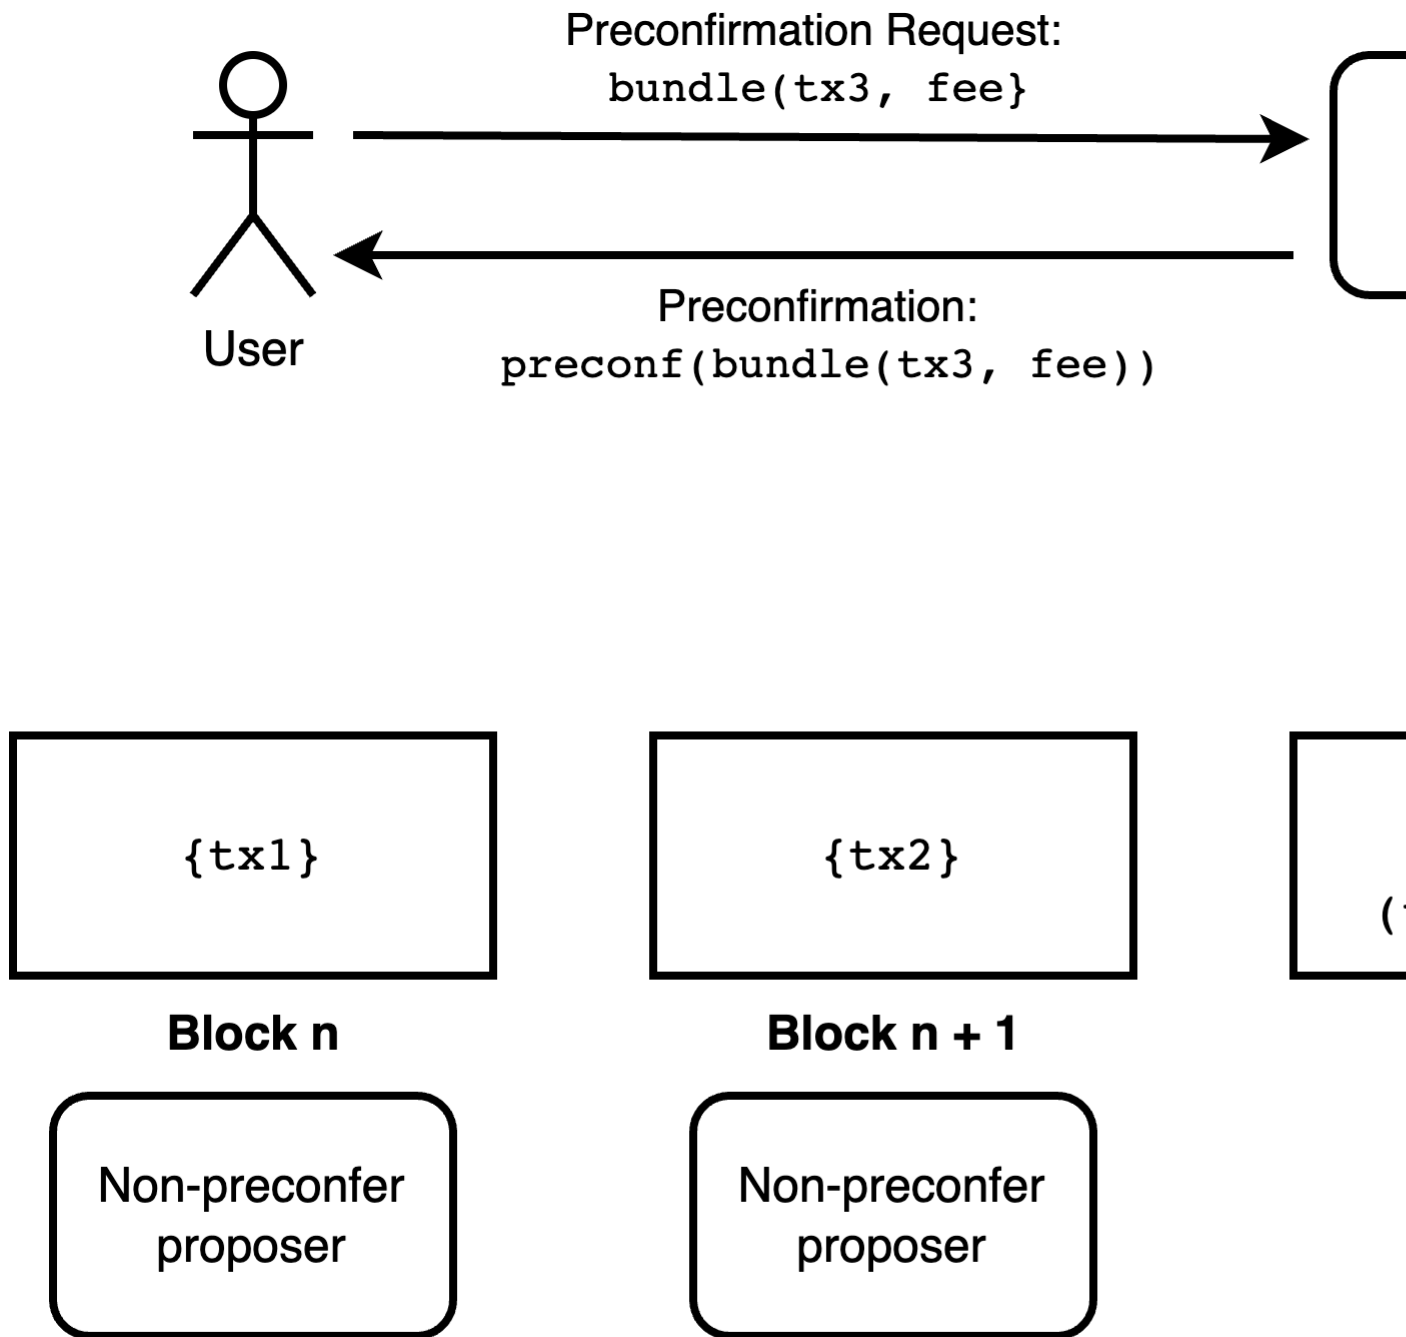 Preconfirmation Request:
bundle(tx3, fee}
Preconfirmation:
preconf(bundle(tx3, fee))
User
{tx1}
{tx2}
(
Block n
Block n + 1
Non-preconfer
proposer
Non-preconfer
proposer